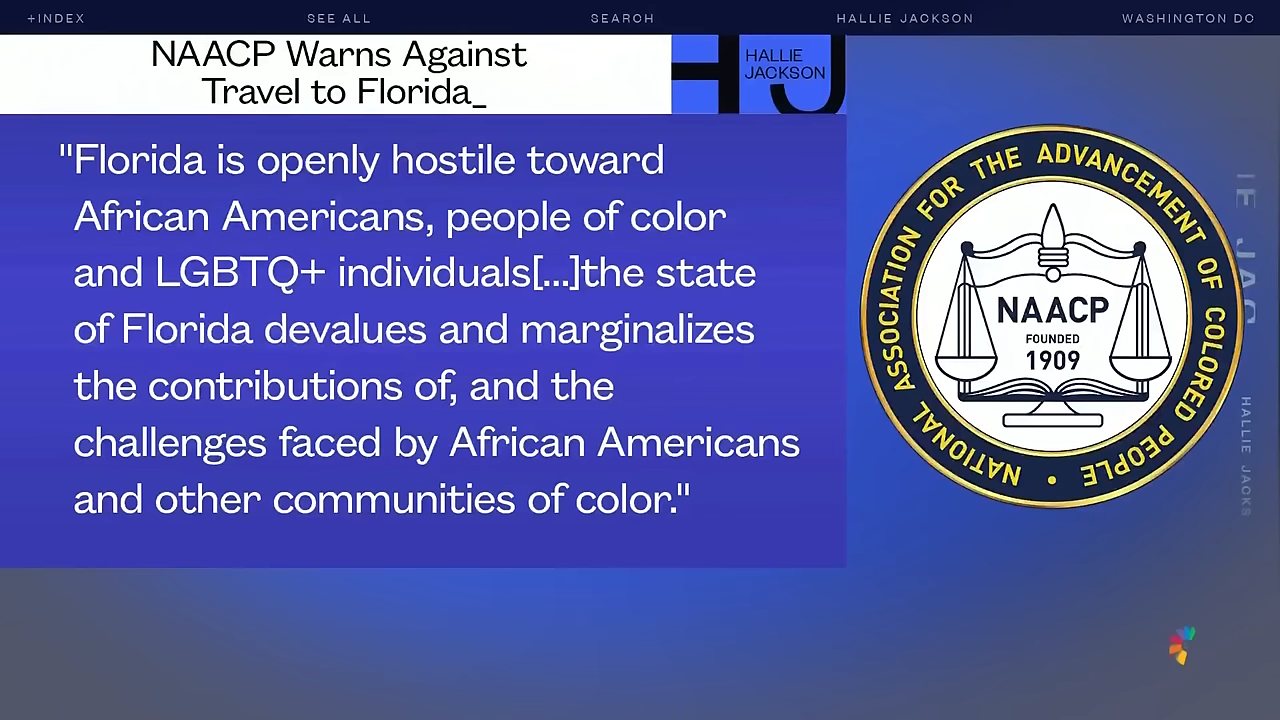 +INDEX
SEE ALL
SEARCH
HALLIE JACKSON
WASHINGTON DC
NAACP Warns Against
Travel to Florida_
HALLIE
JACKSON
HJ
"Florida is openly hostile toward
African Americans, people of color
and LGBTQ+ individuals[...]the state
of Florida devalues and marginalizes
the contributions of, and the
challenges faced by African Americans
and other communities of color."
NATIONAL ASSOCIATION FOR THE ADVANCEMENT OF COLORED PEOPLE •
NAACP
FOUNDED
1909
HALLIE JACKS